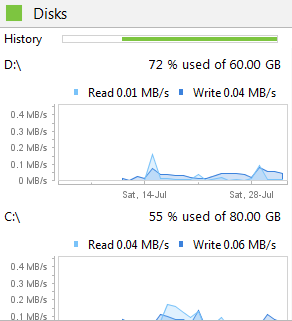 Disks
History
D:\ 72 % used of 60.00 GB
Read 0.01 MB/s Write 0.04 MB/s
0.4 MB/s
0.3 MB/s
0.2 MB/s
0.1 MB/s
0 MB/s
Sat, 14-Jul Sat, 28-Jul
C:\ 55 % used of 80.00 GB
Read 0.04 MB/s Write 0.06 MB/s
0.4 MB/s
0.3 MB/s
0.2 MB/s
0.1 MB/s